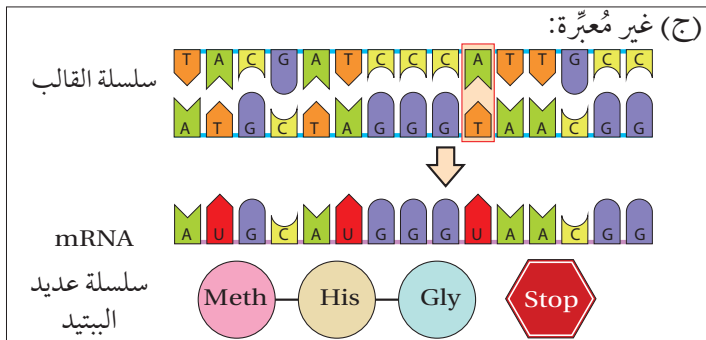 (ج) غير مُعبِّرة:
سلسلة القالب
T A C G A T C C C A T T G C C
A T G C T A G G G T A A C G G
mRNA
A U G C A U G G G U A A C G G
سلسلة عديد
الببتيد
Meth His Gly Stop